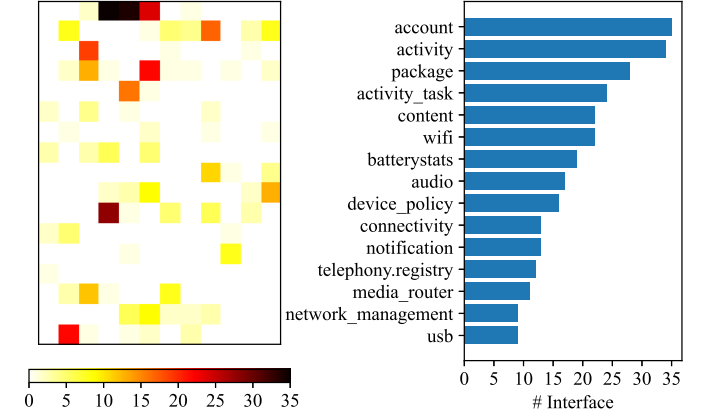 account
activity
package
activity_task
content
wifi
batterystats
audio
device_policy
connectivity
notification
telephony.registry
media_router
network_management
usb
0 5 10 15 20 25 30 35
# Interface
0 5 10 15 20 25 30 35